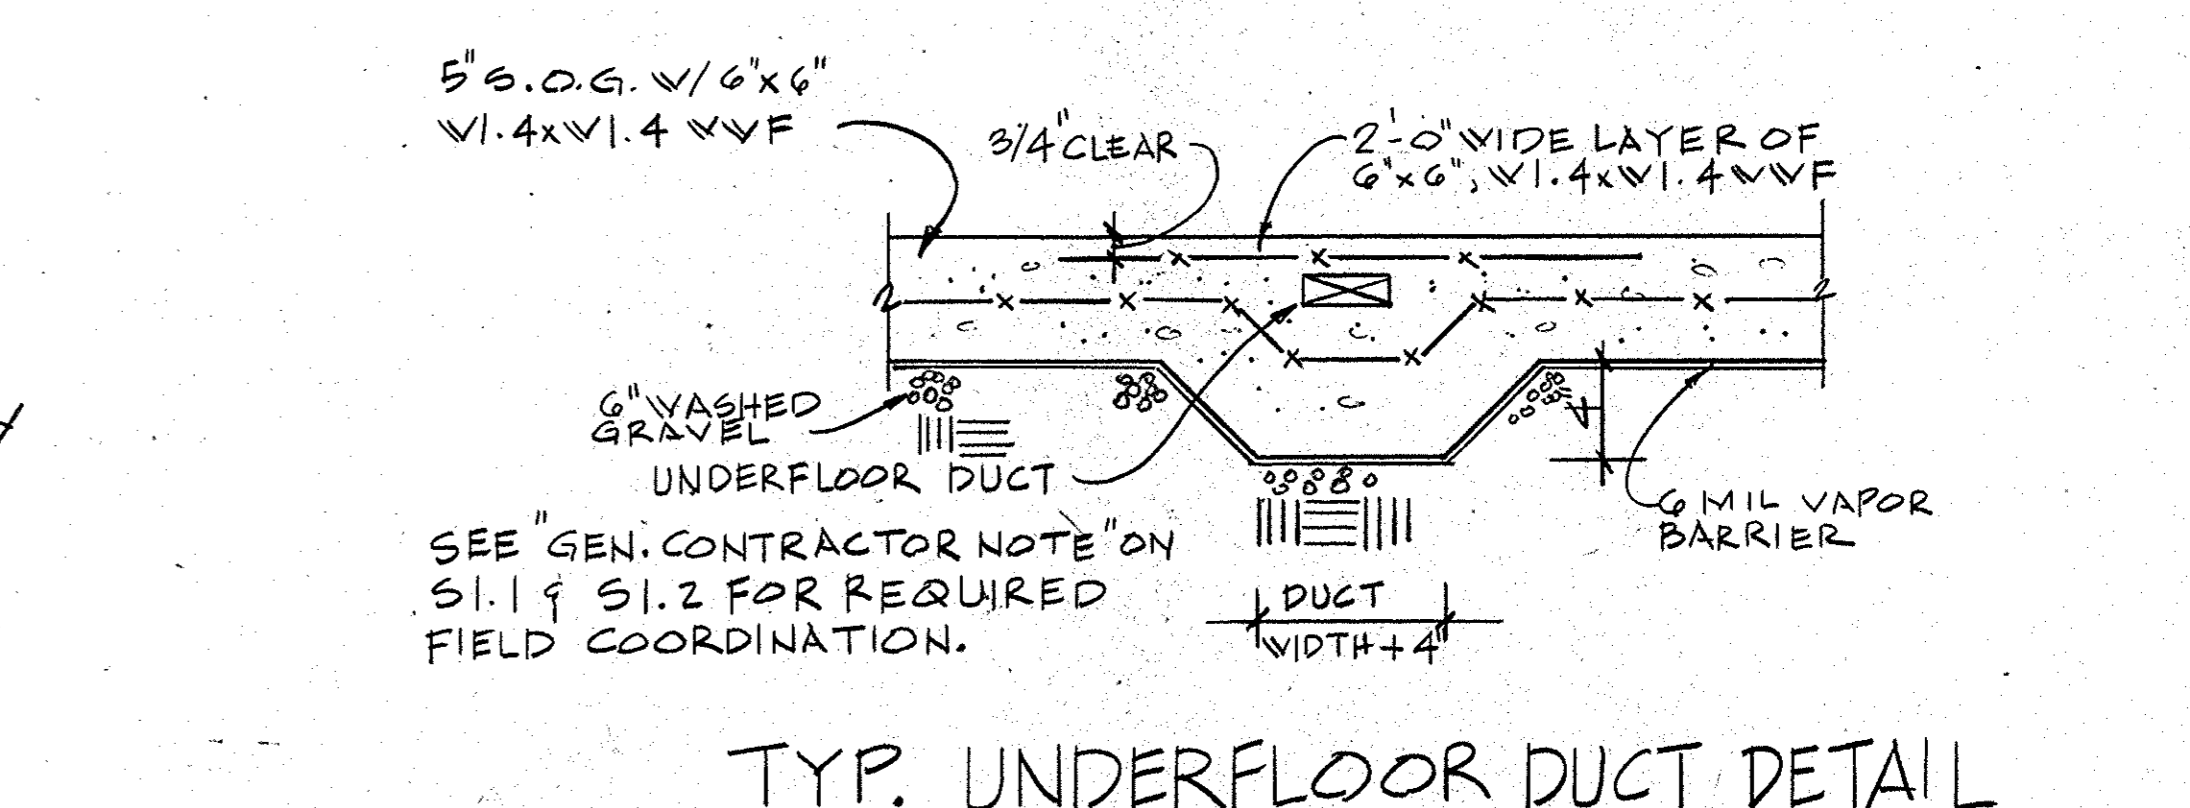 5" S.O.G. W/ 6"x6"
W1.4xW1.4 WWF
3/4" CLEAR
2'-0" WIDE LAYER OF
6"x6", W1.4xW1.4 WWF
6" WASHED
GRAVEL
UNDERFLOOR DUCT
6 MIL VAPOR
BARRIER
SEE "GEN. CONTRACTOR NOTE" ON
S1.1 & S1.2 FOR REQUIRED
FIELD COORDINATION.
DUCT
WIDTH + 4"
TYP. UNDERFLOOR DUCT DETAIL